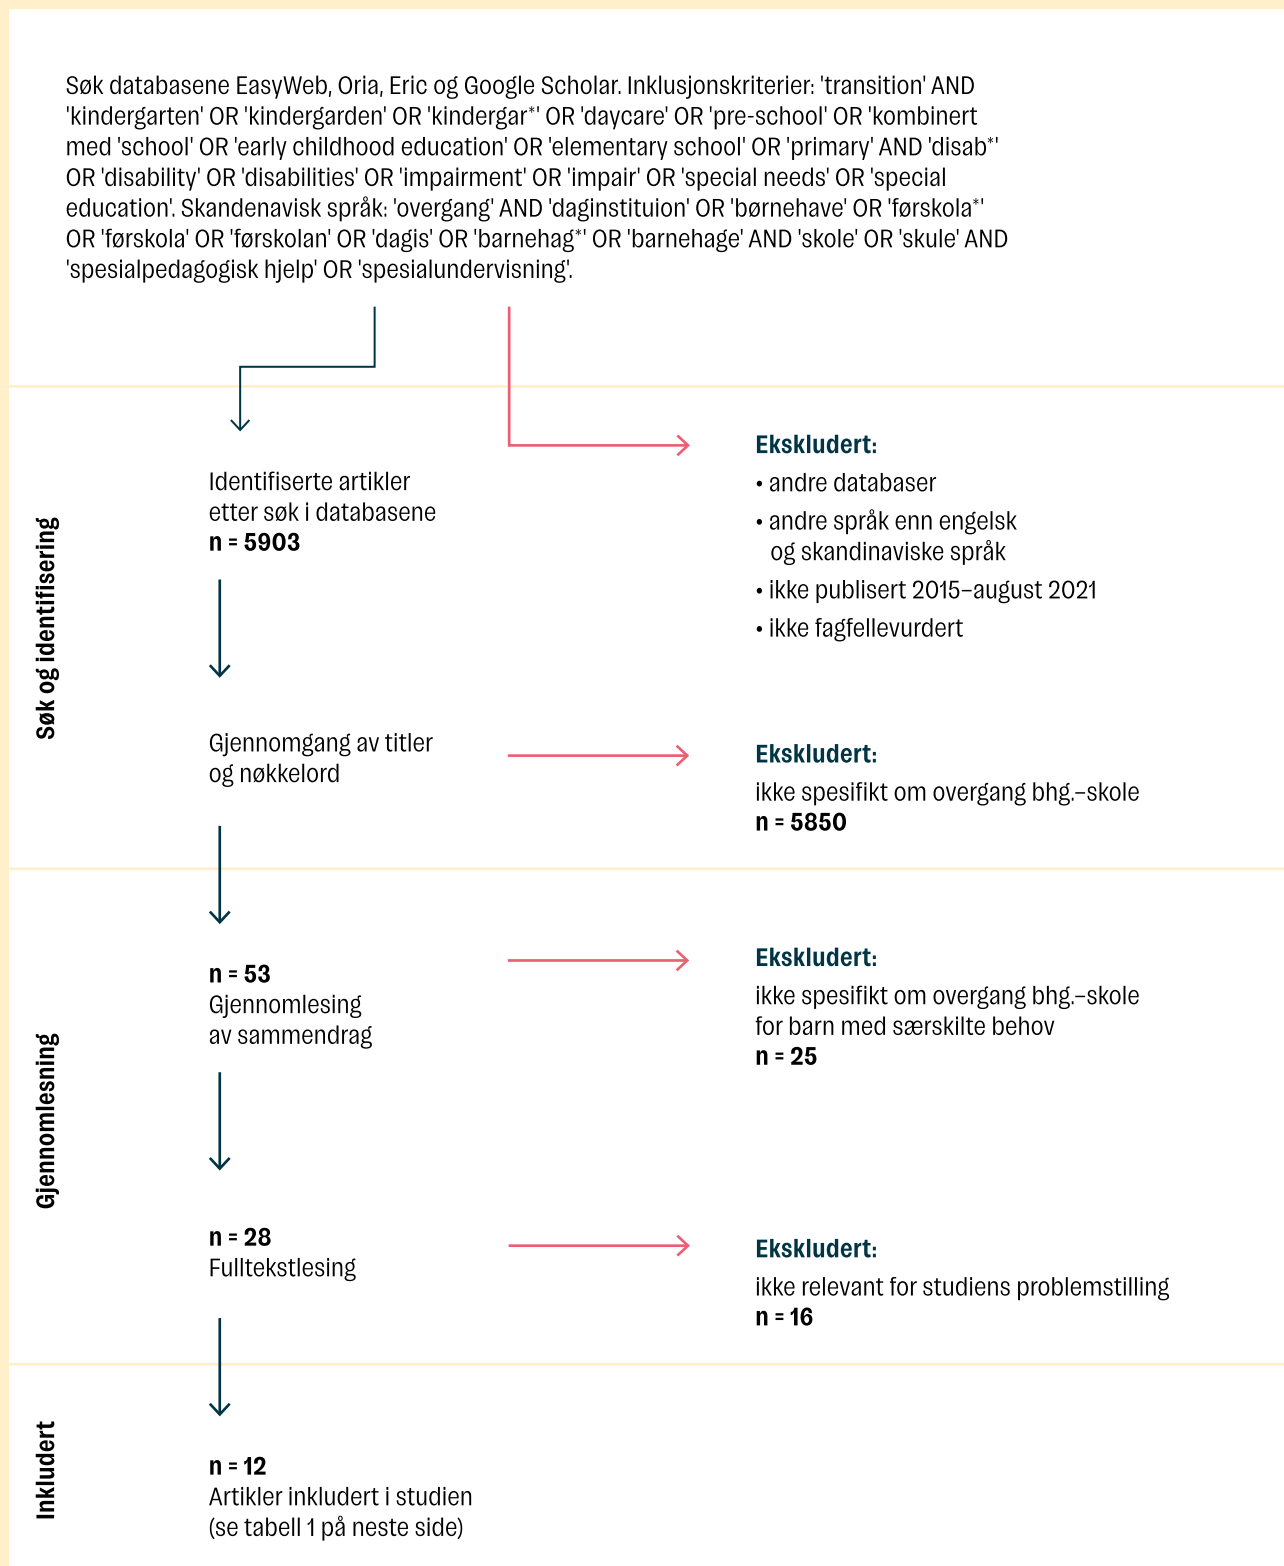 Søk databasene EasyWeb, Oria, Eric og Google Scholar. Inklusjonskriterier: 'transition' AND
'kindergarten' OR 'kindergarden' OR 'kindergar*' OR 'daycare' OR 'pre-school' OR 'kombinert
med 'school' OR 'early childhood education' OR 'elementary school' OR 'primary' AND 'disab*'
OR 'disability' OR 'disabilities' OR 'impairment' OR 'impair' OR 'special needs' OR 'special
education'. Skandenavisk språk: 'overgang' AND 'daginstituion' OR 'børnehave' OR 'førskola*'
OR 'førskola' OR 'førskolan' OR 'dagis' OR 'barnehag*' OR 'barnehage' AND 'skole' OR 'skule' AND
'spesialpedagogisk hjelp' OR 'spesialundervisning'.
Søk og identifisering
Identifiserte artikler
etter søk i databasene
n = 5903
Ekskludert:
• andre databaser
• andre språk enn engelsk
og skandinaviske språk
• ikke publisert 2015–august 2021
• ikke fagfellevurdert
Gjennomgang av titler
og nøkkelord
Ekskludert:
ikke spesifikt om overgang bhg.–skole
n = 5850
Gjennomlesning
n = 53
Gjennomlesing
av sammendrag
Ekskludert:
ikke spesifikt om overgang bhg.–skole
for barn med særskilte behov
n = 25
n = 28
Fulltekstlesing
Ekskludert:
ikke relevant for studiens problemstilling
n = 16
Inkludert
n = 12
Artikler inkludert i studien
(se tabell 1 på neste side)